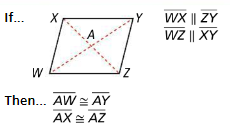 If...
X
Y
A
W
Z
WX ∥ ZY
WZ ∥ XY
Then... AW ≅ AY
AX ≅ AZ